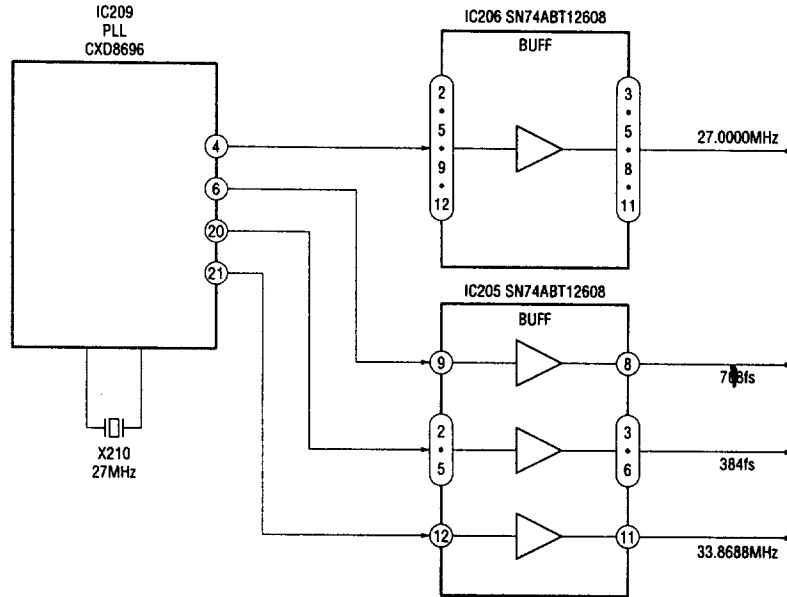 IC209
PLL
CXD8696
4
6
20
21
X210
27MHz
IC206 SN74ABT12608
BUFF
2
5
9
12
3
5
8
11
27.0000MHz
IC205 SN74ABT12608
BUFF
9
8
2
5
3
6
384fs
12
11
33.8688MHz